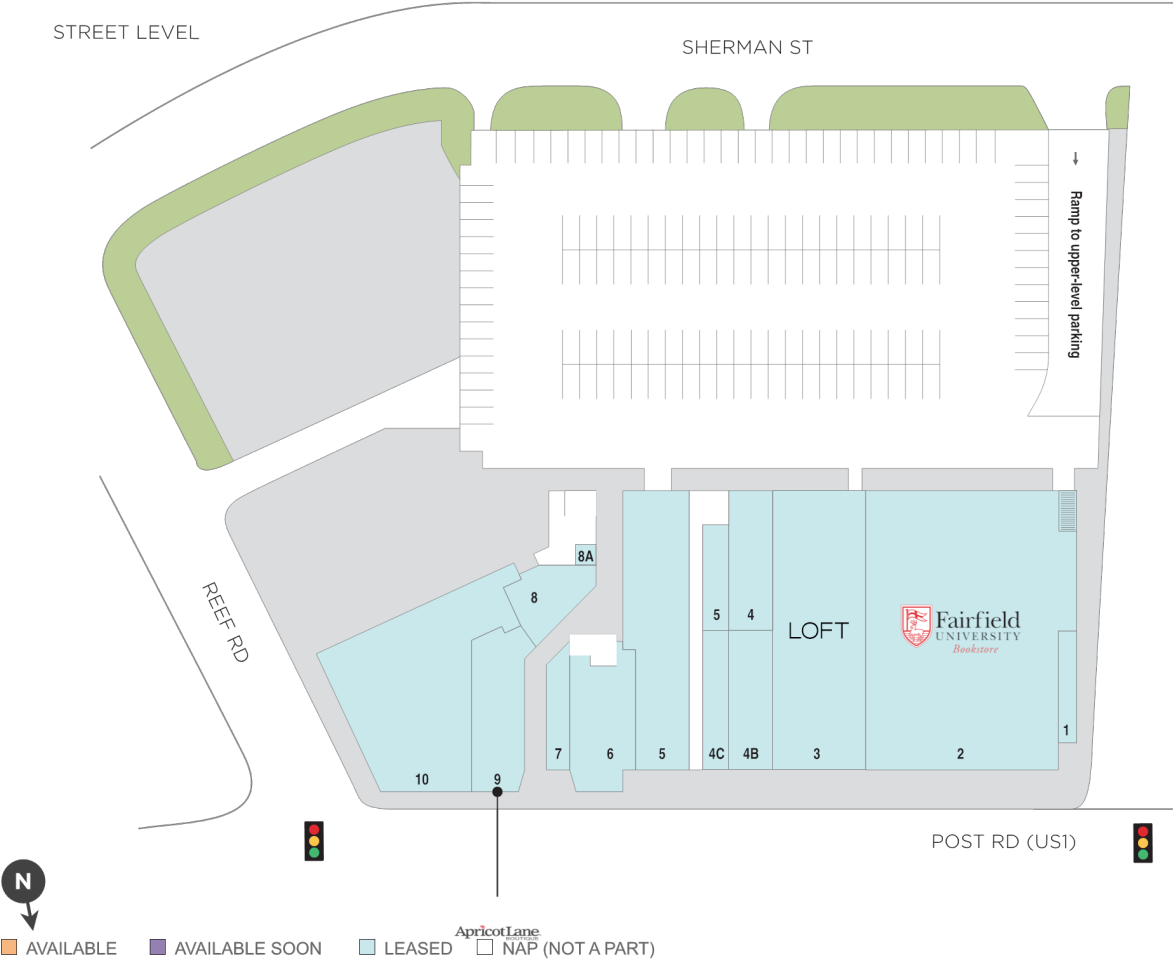 STREET LEVEL
SHERMAN ST
Ramp to upper-level parking
8A
8
5
4
LOFT
Fairfield
UNIVERSITY
Bookstore
REEF RD
1
7
6
5
4C
4B
3
2
10
9
POST RD (US1)
N
ApricotLane
BOUTIQUE
AVAILABLE
AVAILABLE SOON
LEASED
NAP (NOT A PART)